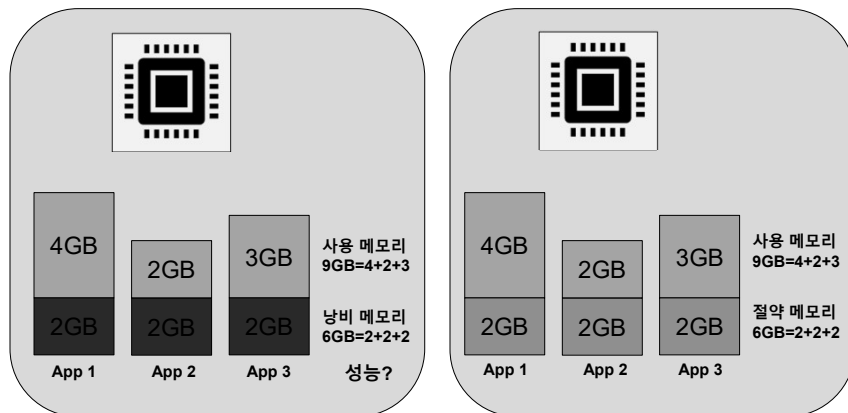 4GB
2GB
3GB
사용 메모리
9GB=4+2+3
2GB
2GB
2GB
낭비 메모리
6GB=2+2+2
App 1
App 2
App 3
성능?
4GB
2GB
3GB
사용 메모리
9GB=4+2+3
2GB
2GB
2GB
절약 메모리
6GB=2+2+2
App 1
App 2
App 3